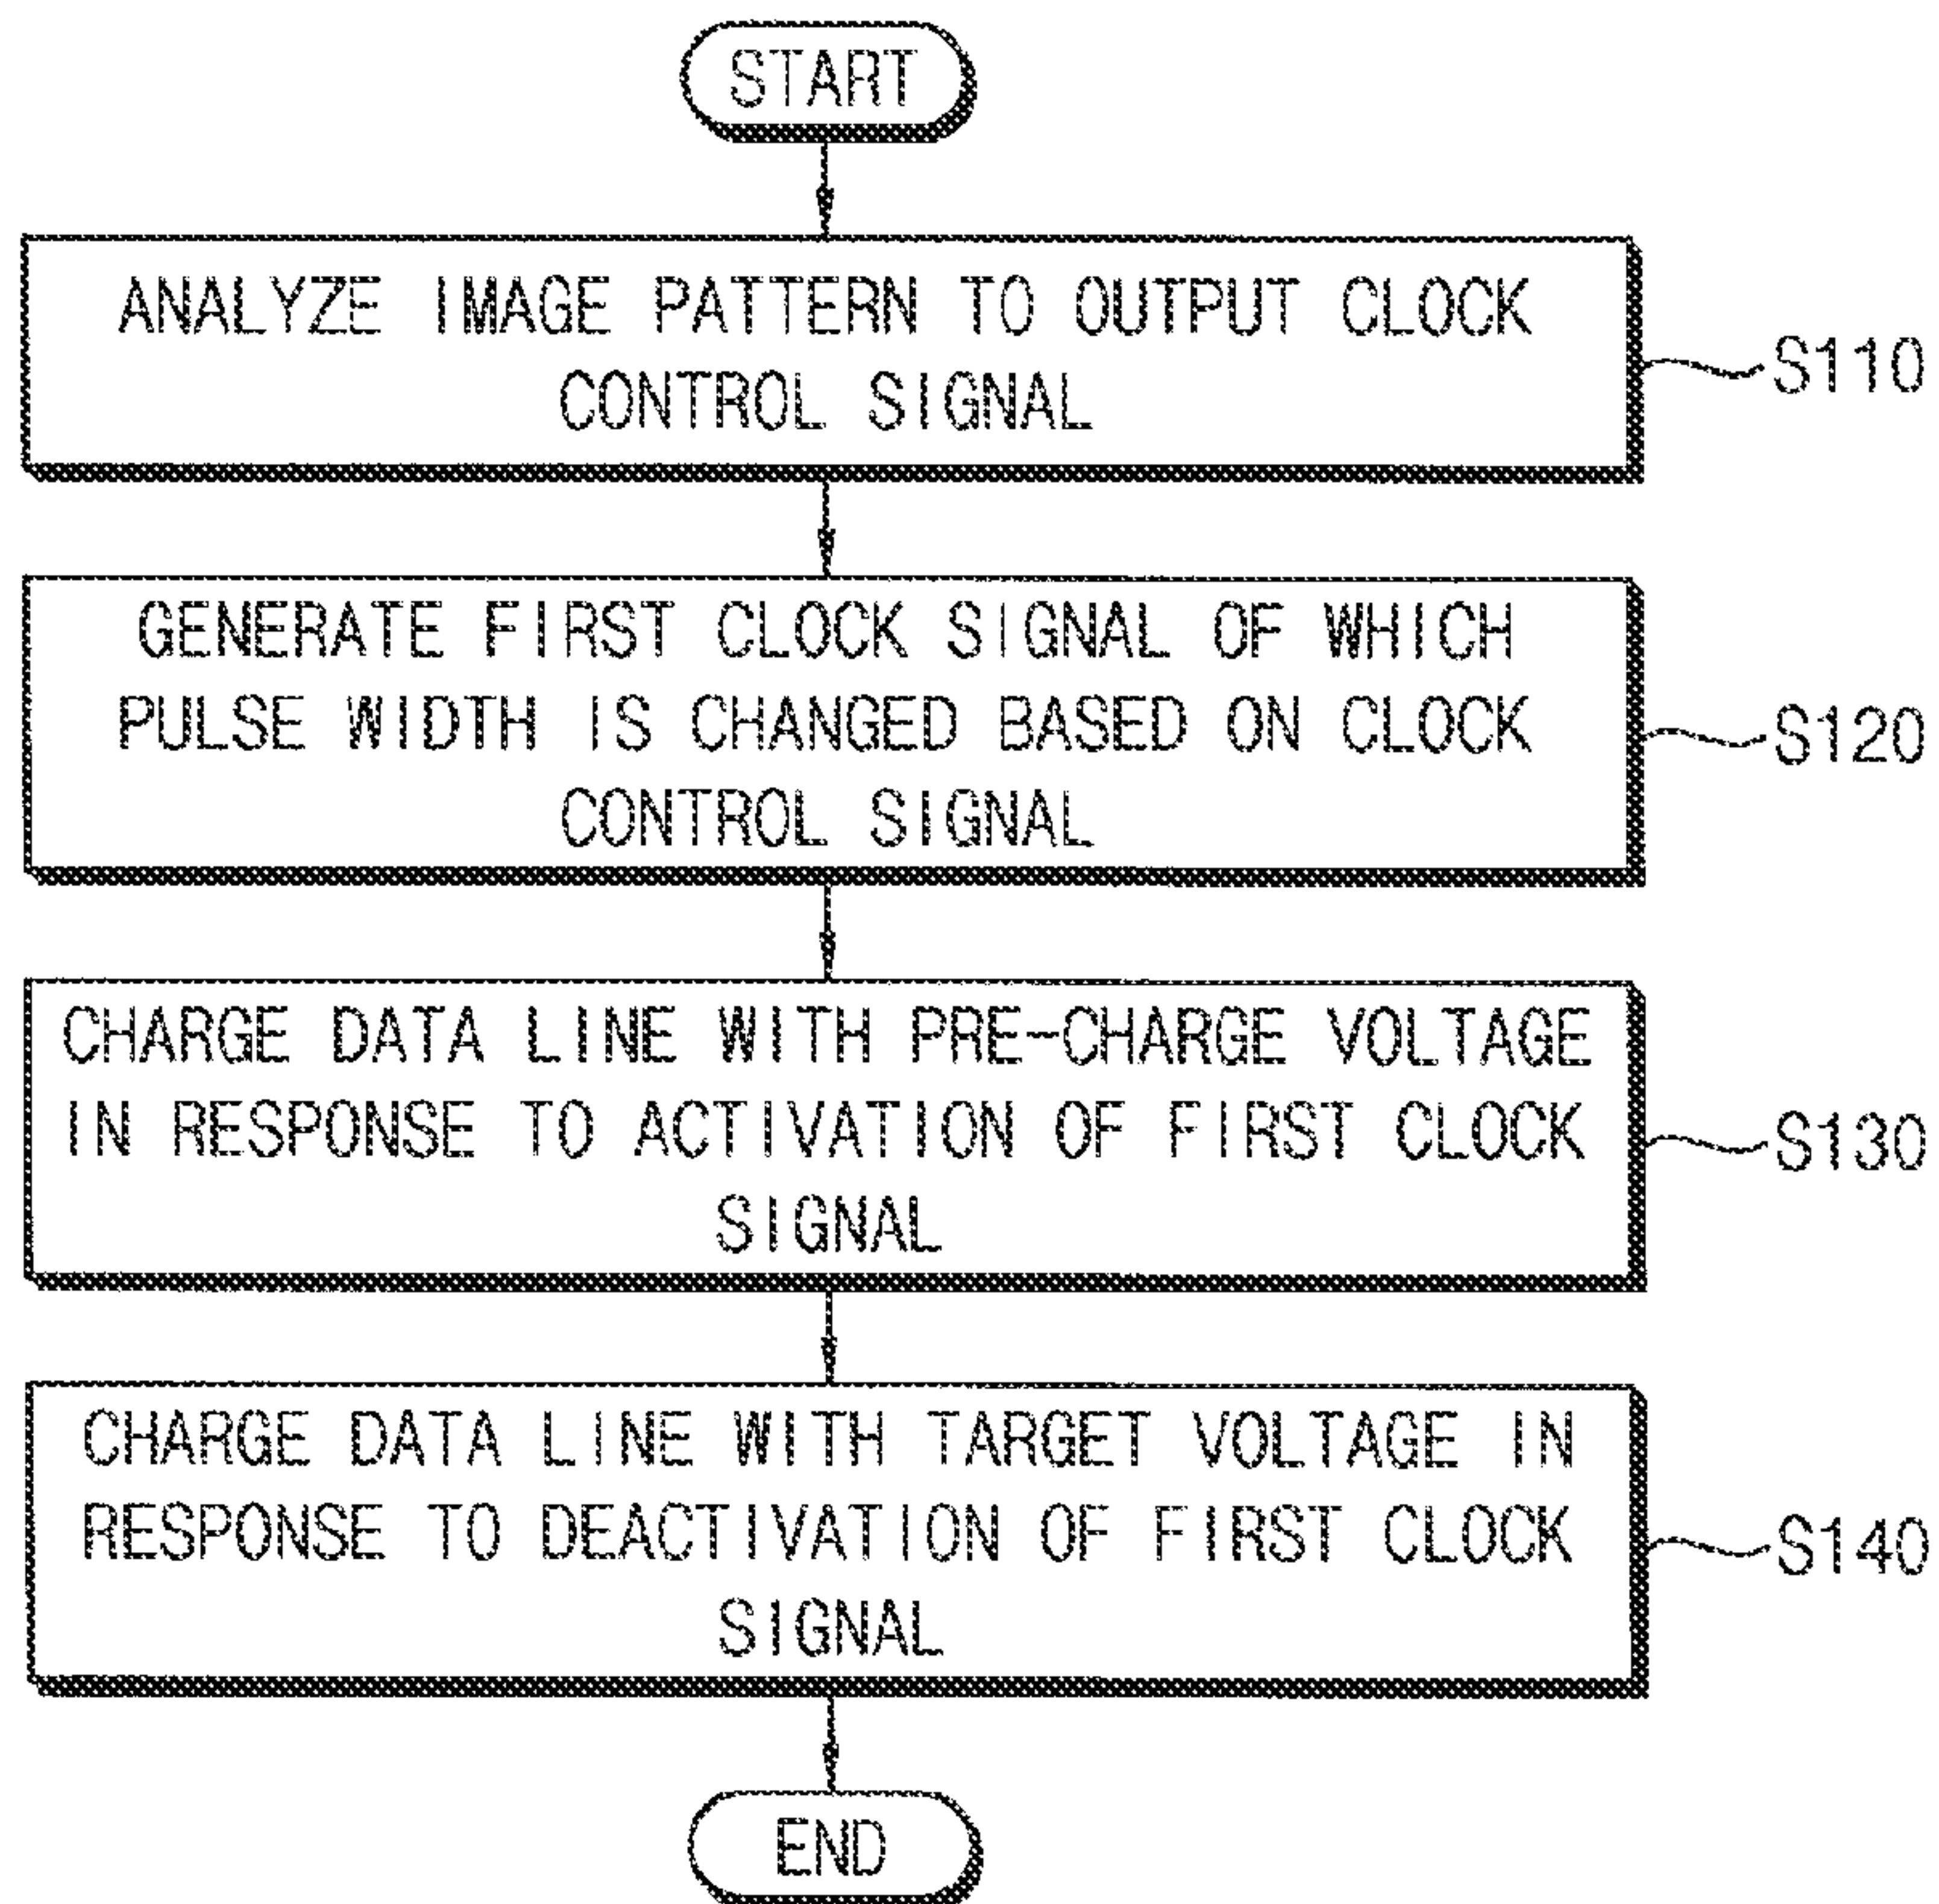 START
ANALYZE IMAGE PATTERN TO OUTPUT CLOCK
CONTROL SIGNAL
S110
GENERATE FIRST CLOCK SIGNAL OF WHICH
PULSE WIDTH IS CHANGED BASED ON CLOCK
CONTROL SIGNAL
S120
CHARGE DATA LINE WITH PRE-CHARGE VOLTAGE
IN RESPONSE TO ACTIVATION OF FIRST CLOCK
SIGNAL
S130
CHARGE DATA LINE WITH TARGET VOLTAGE IN
RESPONSE TO DEACTIVATION OF FIRST CLOCK
SIGNAL
S140
END